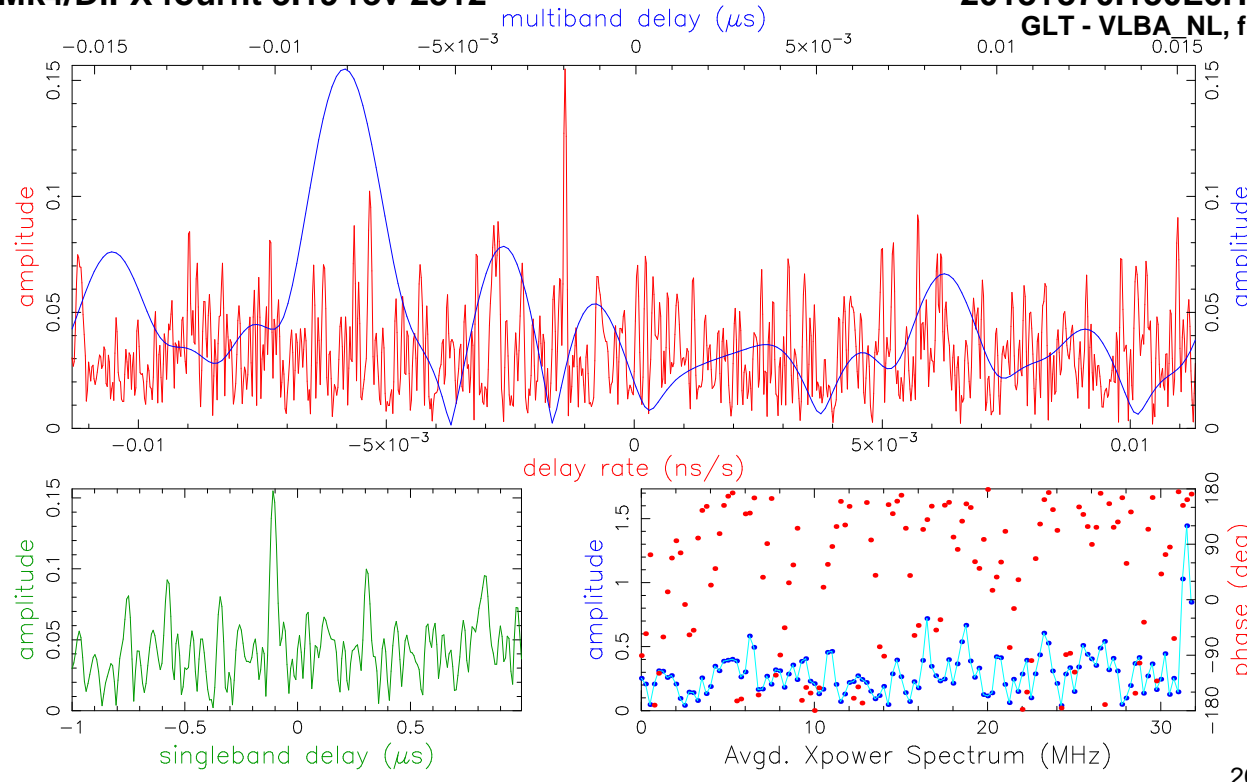 multiband delay (μs)
GLT - VLBA_NL, f
−0.015 −0.01 −5×10⁻³ 0 5×10⁻³ 0.01 0.015
amplitude
0 0.05 0.1 0.15
0 0.05 0.1 0.15
amplitude
−0.01 −5×10⁻³ 0 5×10⁻³ 0.01
delay rate (ns/s)
amplitude
0 0.05 0.1 0.15
−1 −0.5 0 0.5
singleband delay (μs)
amplitude
0 0.5 1 1.5
−180 −90 0 90 180
phase (deg)
0 10 20 30
Avgd. Xpower Spectrum (MHz)
20